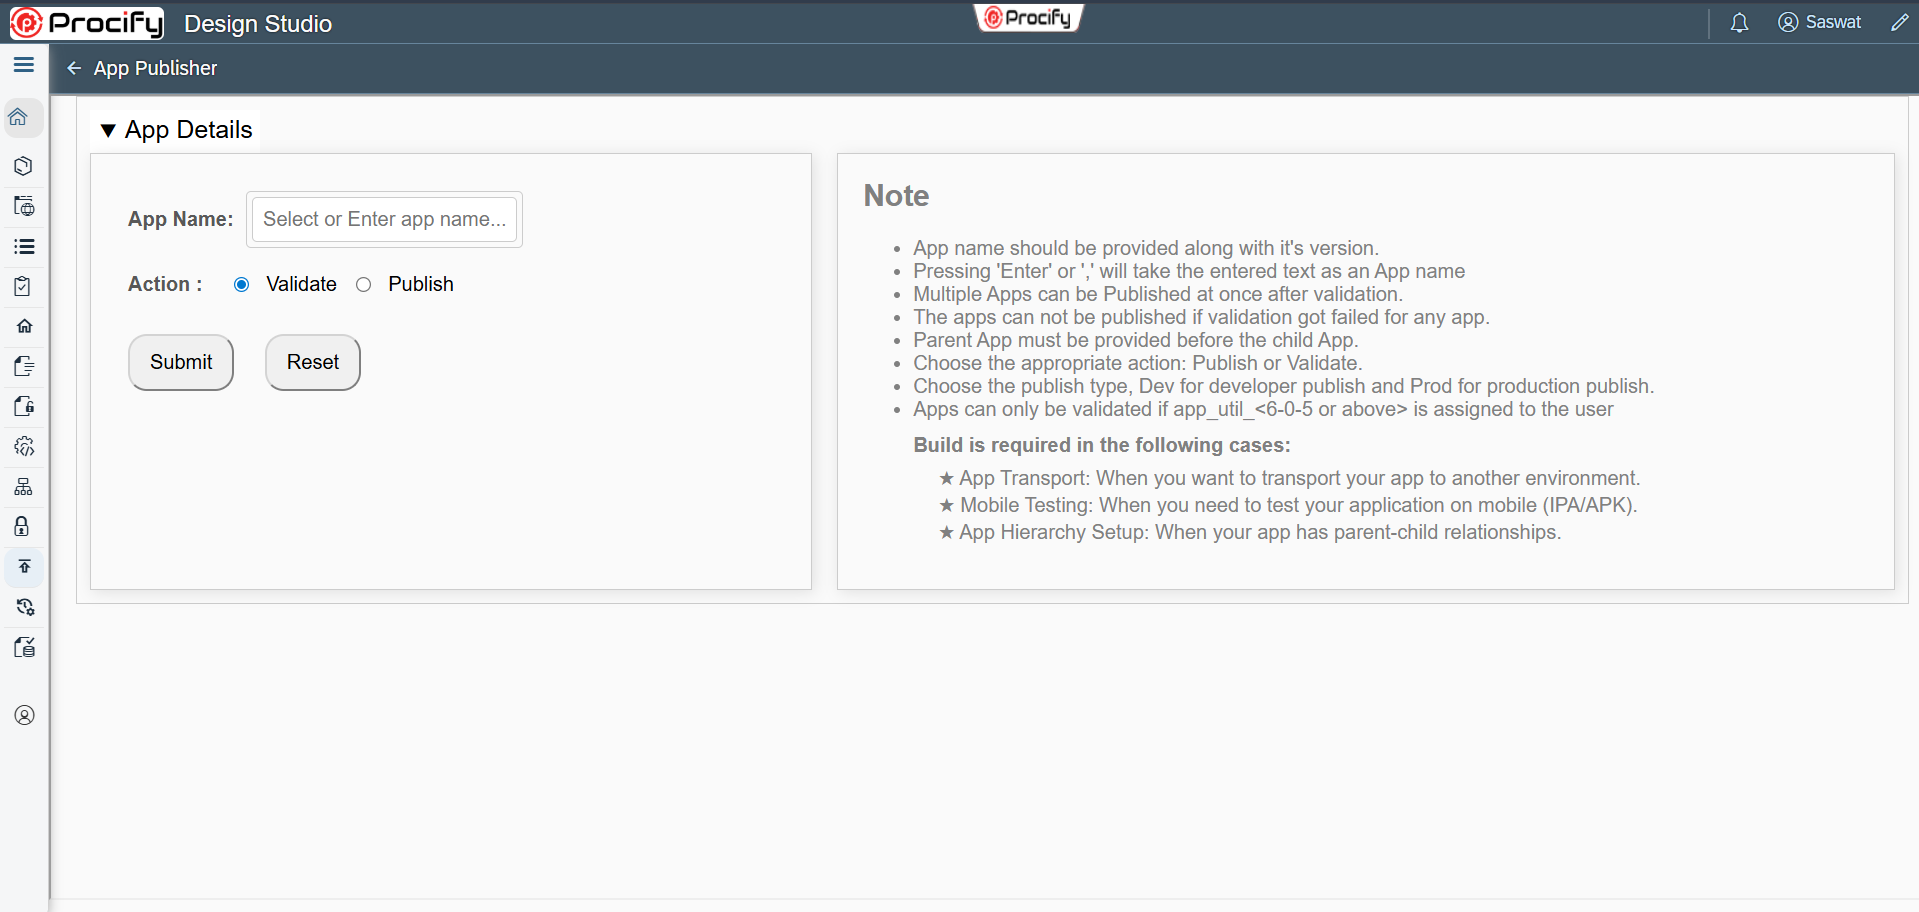 Procify Design Studio
Procify
Saswat
App Publisher
▼ App Details
App Name: Select or Enter app name...
Action : Validate Publish
Submit Reset
Note
• App name should be provided along with it's version.
• Pressing 'Enter' or ',' will take the entered text as an App name
• Multiple Apps can be Published at once after validation.
• The apps can not be published if validation got failed for any app.
• Parent App must be provided before the child App.
• Choose the appropriate action: Publish or Validate.
• Choose the publish type, Dev for developer publish and Prod for production publish.
• Apps can only be validated if app_util_<6-0-5 or above> is assigned to the user
Build is required in the following cases:
★ App Transport: When you want to transport your app to another environment.
★ Mobile Testing: When you need to test your application on mobile (IPA/APK).
★ App Hierarchy Setup: When your app has parent-child relationships.